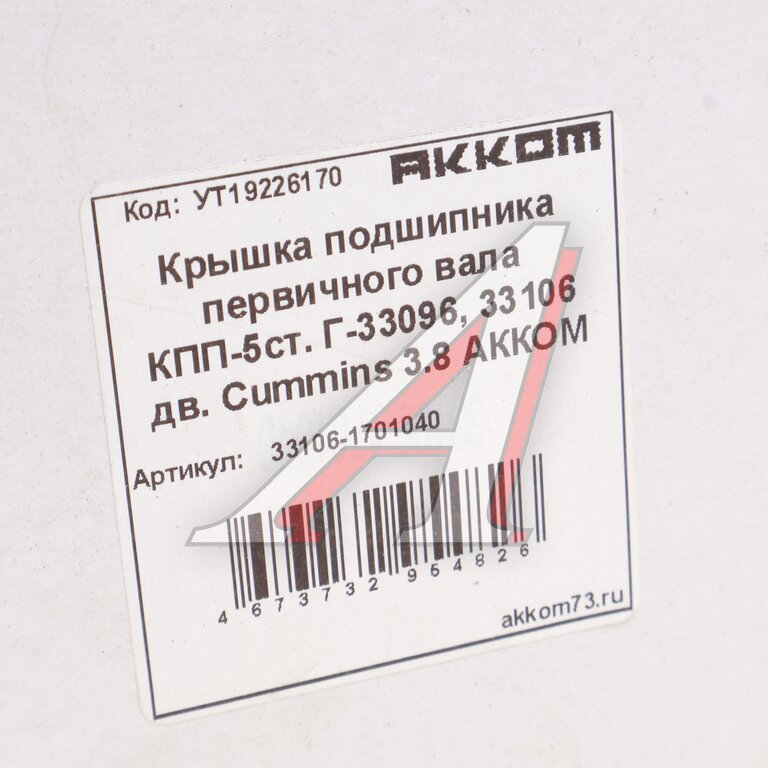 АККОМ
Код: УТ19226170
Крышка подшипника
первичного вала
КПП-5ст. Г-33096, 33106
дв. Cummins 3.8 АККОМ
Артикул: 33106-1701040
4 673732 954826
akkom73.ru